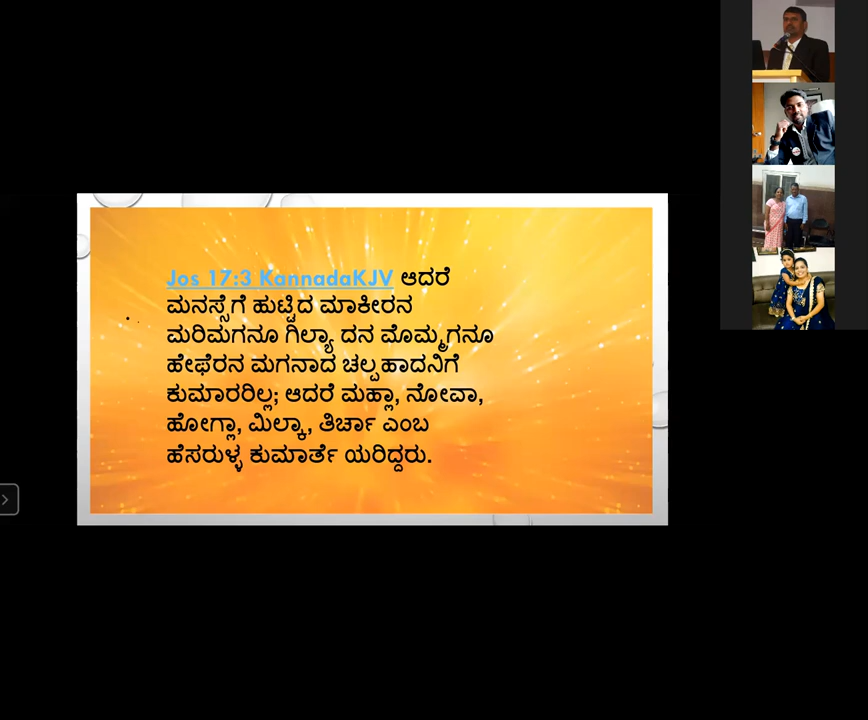 Jos 17:3 KannadaKJV ಆದರೆ
ಮನಸ್ಸೆಗೆ ಹುಟ್ಟಿದ ಮಾಕೀರನ
ಮರಿಮಗನೂ ಗಿಲ್ಯಾ ದನ ಮೊಮ್ಮಗನೂ
ಹೇಫೆರನ ಮಗನಾದ ಚಲ್ಪಹಾದನಿಗೆ
ಕುಮಾರರಿಲ್ಲ; ಆದರೆ ಮಹ್ಲಾ, ನೋವಾ,
ಹೋಗ್ಲಾ, ಮಿಲ್ಕಾ, ತಿರ್ಚಾ ಎಂಬ
ಹೆಸರುಳ್ಳ ಕುಮಾರ್ತೆ ಯರಿದ್ದರು.